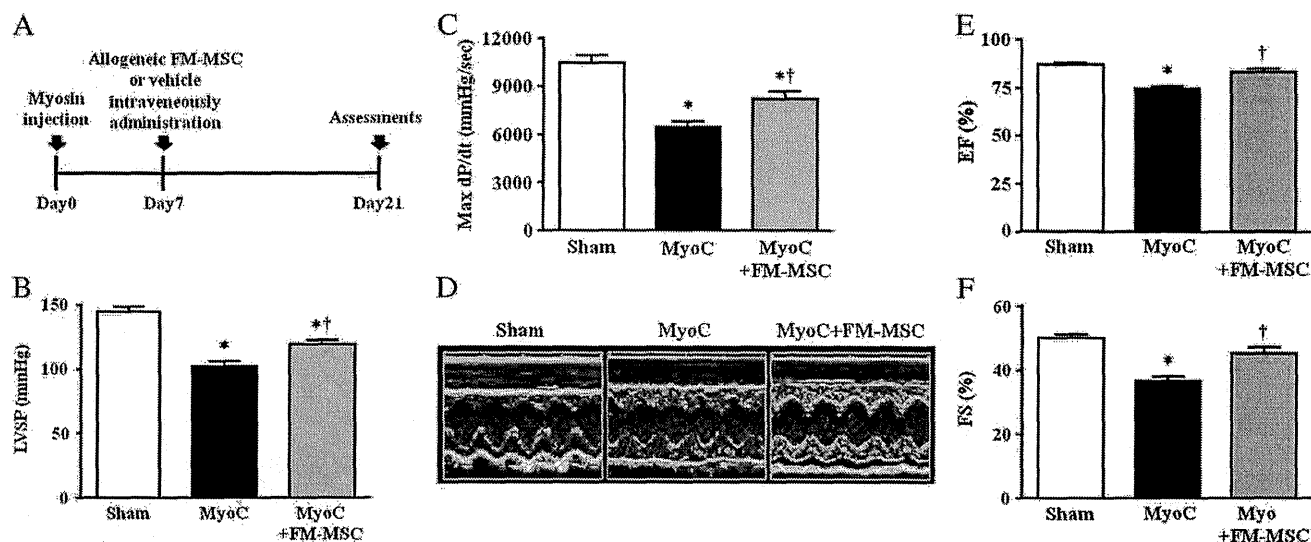 A
Allogeneic FM-MSC
or vehicle
intraveneously
administration
Myosin
injection
Assessments
Day0
Day7
Day21
B
LVSP (mmHg)
150
100
50
0
*
*†
Sham
MyoC
MyoC
+FM-MSC
C
Max dP/dt (mmHg/sec)
12000
9000
6000
3000
0
*
*†
Sham
MyoC
MyoC
+FM-MSC
D
Sham
MyoC
MyoC+FM-MSC
E
EF (%)
100
75
50
25
0
*
†
Sham
MyoC
MyoC
+FM-MSC
F
FS (%)
60
40
20
0
*
†
Sham
MyoC
Myo
+FM-MSC